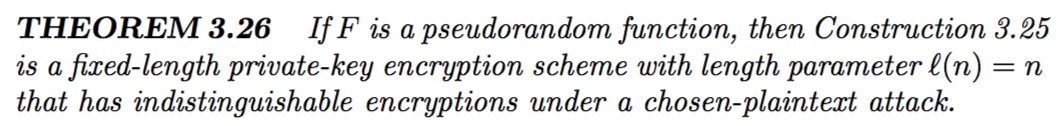 THEOREM 3.26 If F is a pseudorandom function, then Construction 3.25
is a fixed-length private-key encryption scheme with length parameter ℓ(n) = n
that has indistinguishable encryptions under a chosen-plaintext attack.